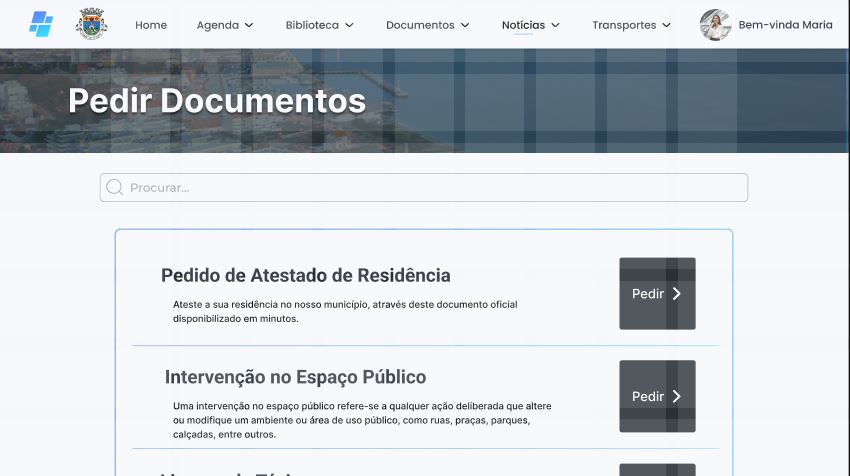 Home
Agenda
Biblioteca
Documentos
Notícias
Transportes
Bem-vinda Maria
Pedir Documentos
Procurar...
Pedido de Atestado de Residência
Ateste a sua residência no nosso município, através deste documento oficial
disponibilizado em minutos.
Pedir
Intervenção no Espaço Público
Uma intervenção no espaço público refere-se a qualquer ação deliberada que altere
ou modifique um ambiente ou área de uso público, como ruas, praças, parques,
calçadas, entre outros.
Pedir